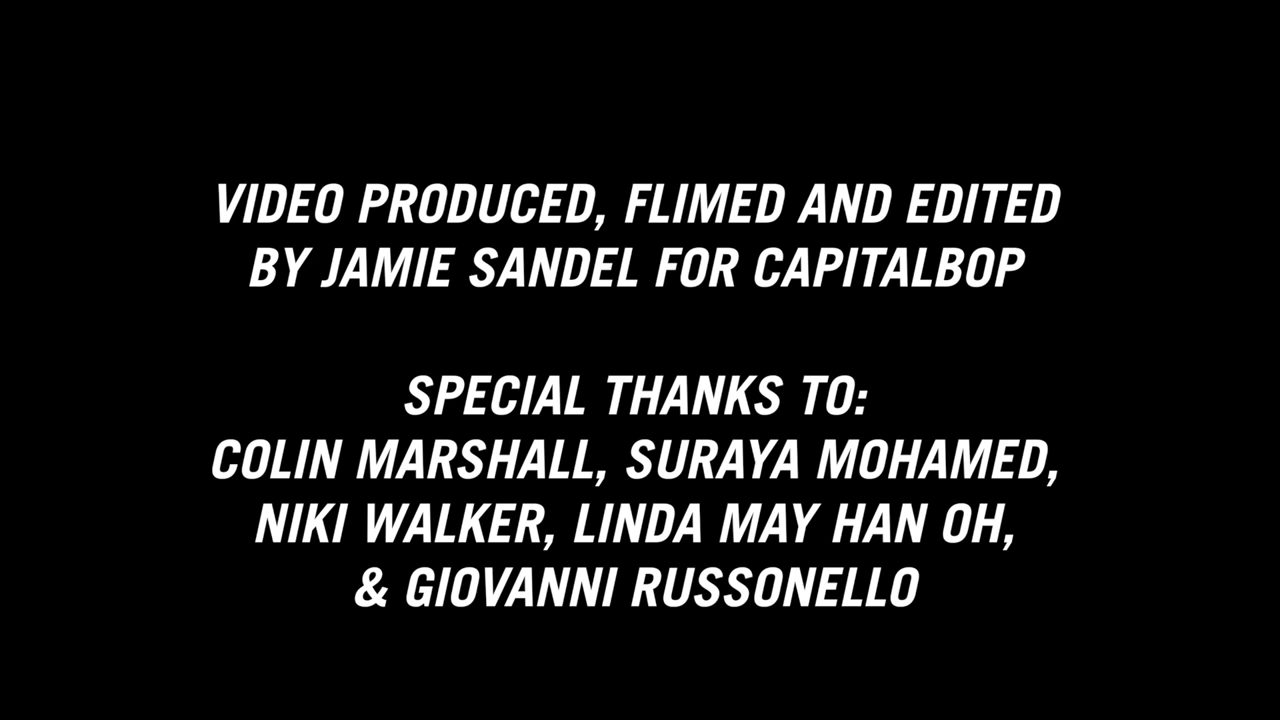 VIDEO PRODUCED, FLIMED AND EDITED
BY JAMIE SANDEL FOR CAPITALBOP
SPECIAL THANKS TO:
COLIN MARSHALL, SURAYA MOHAMED,
NIKI WALKER, LINDA MAY HAN OH,
& GIOVANNI RUSSONELLO